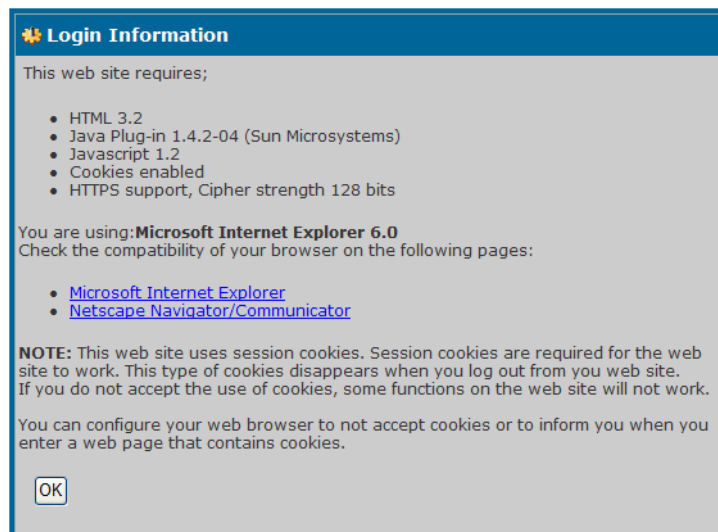 Login Information
This web site requires;
• HTML 3.2
• Java Plug-in 1.4.2-04 (Sun Microsystems)
• Javascript 1.2
• Cookies enabled
• HTTPS support, Cipher strength 128 bits
You are using:Microsoft Internet Explorer 6.0
Check the compatibility of your browser on the following pages:
• Microsoft Internet Explorer
• Netscape Navigator/Communicator
NOTE: This web site uses session cookies. Session cookies are required for the web
site to work. This type of cookies disappears when you log out from you web site.
If you do not accept the use of cookies, some functions on the web site will not work.
You can configure your web browser to not accept cookies or to inform you when you
enter a web page that contains cookies.
OK